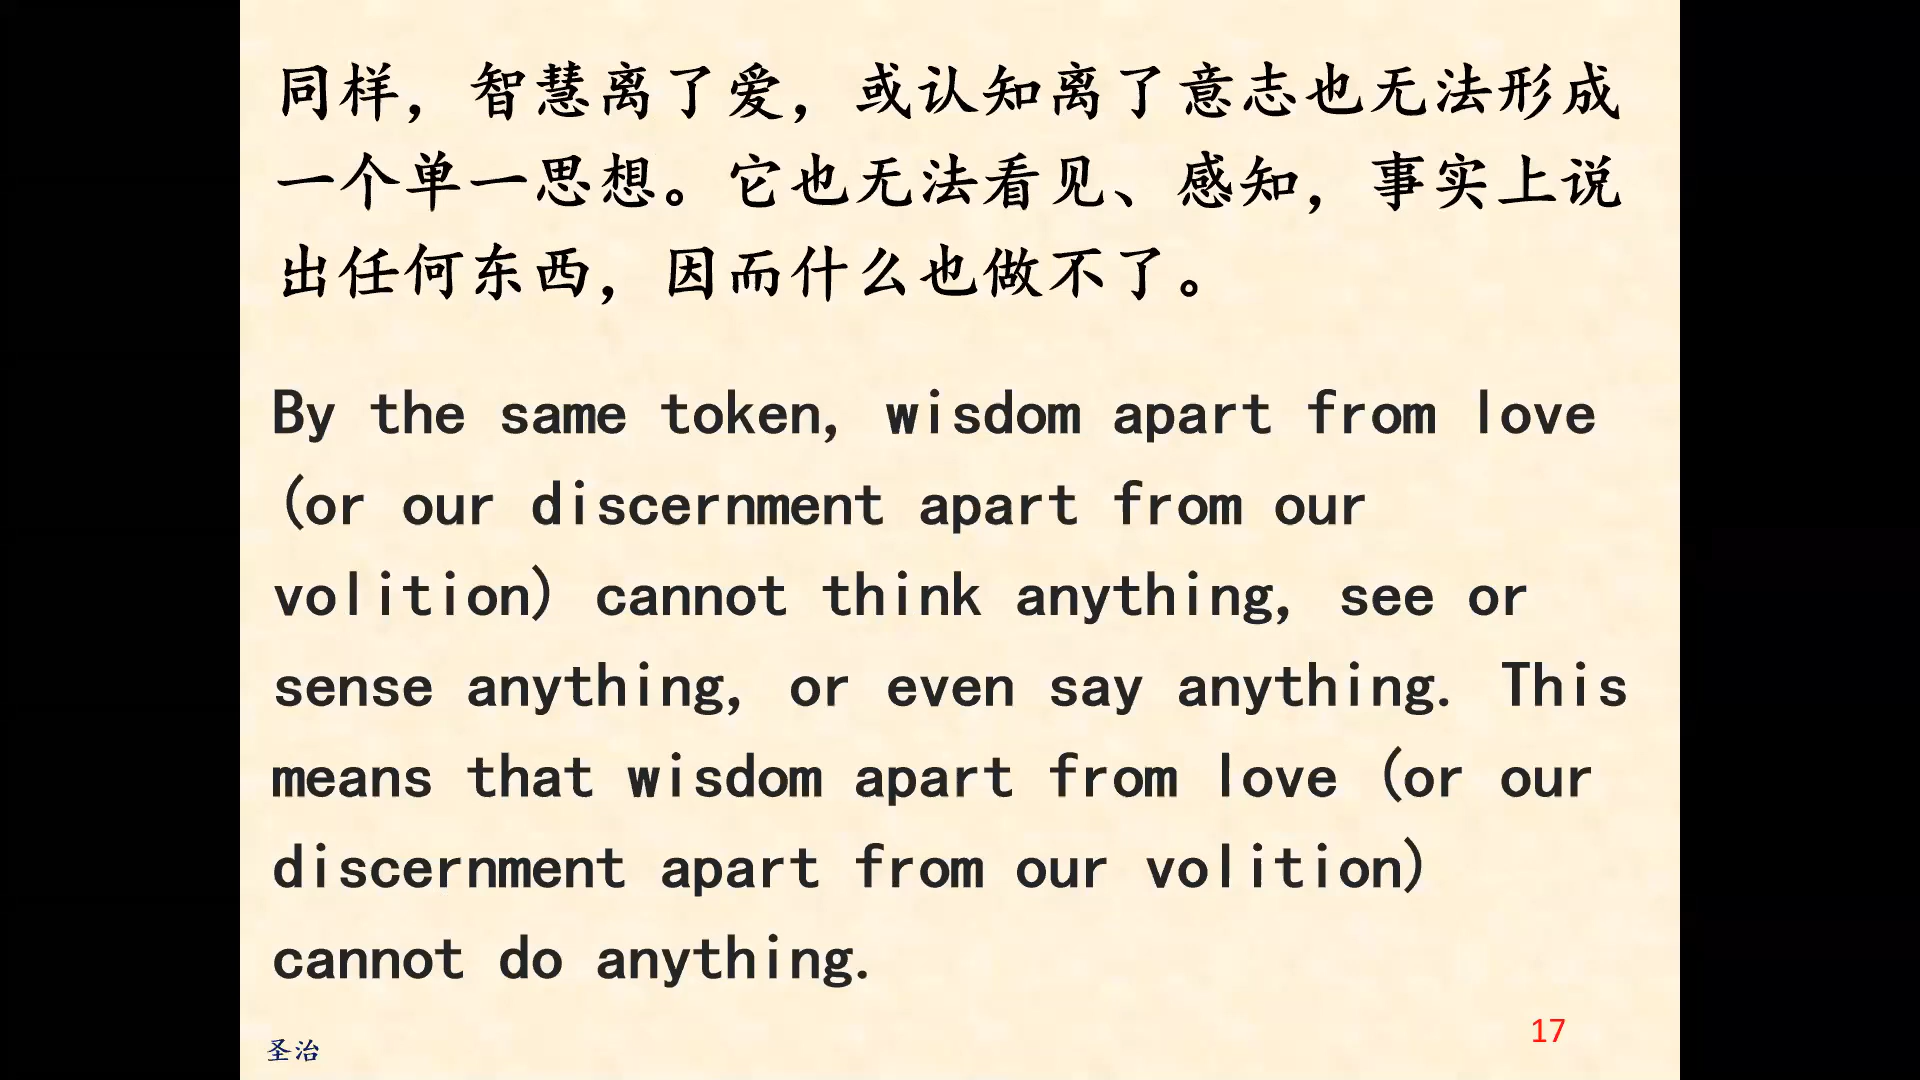 同样，智慧离了爱，或认知离了意志也无法形成
一个单一思想。它也无法看见、感知，事实上说
出任何东西，因而什么也做不了。
By the same token, wisdom apart from love
(or our discernment apart from our
volition) cannot think anything, see or
sense anything, or even say anything. This
means that wisdom apart from love (or our
discernment apart from our volition)
cannot do anything.
圣治
17